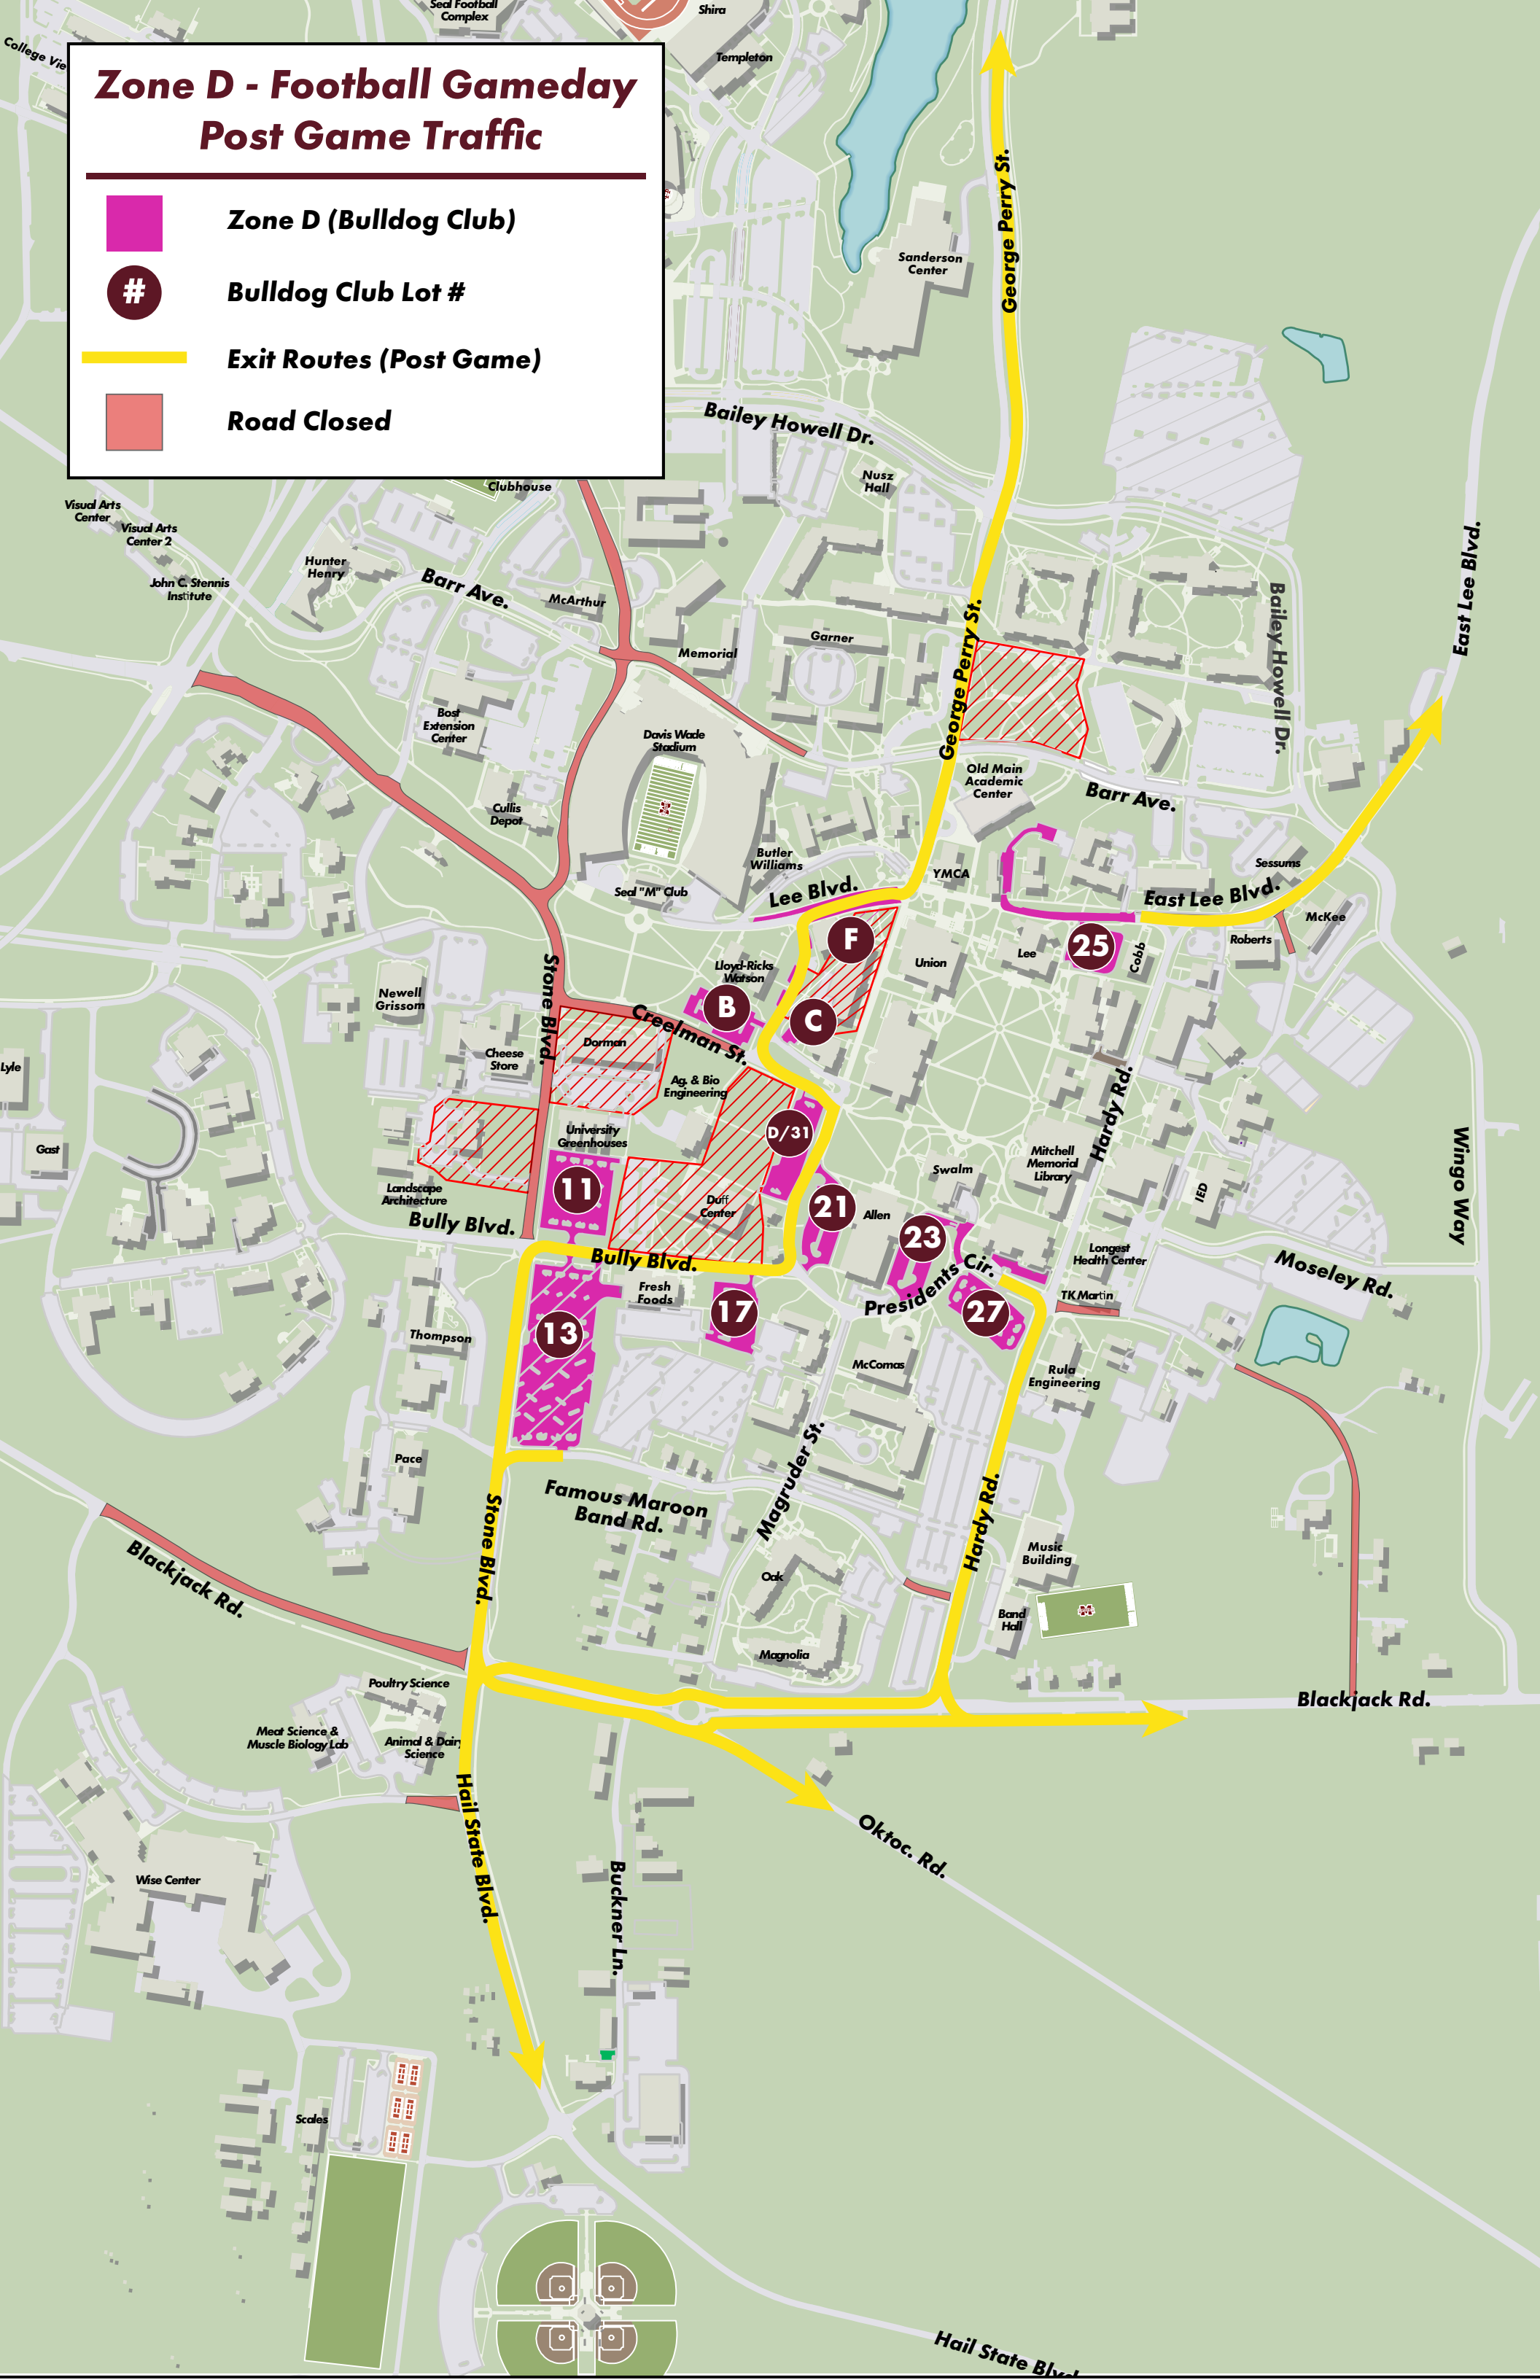 Seal Football
Complex
Shira
College Vie
Templeton
Zone D - Football Gameday
Post Game Traffic
Zone D (Bulldog Club)
#
Bulldog Club Lot #
Exit Routes (Post Game)
Road Closed
George Perry St.
Sanderson
Center
Bailey Howell Dr.
Nusz
Hall
Clubhouse
Visual Arts
Center
Visual Arts
Center 2
John C. Stennis
Institute
Hunter
Henry
Barr Ave.
McArthur
Memorial
Garner
George Perry St.
Bailey Howell Dr.
East Lee Blvd.
Bost
Extension
Center
Davis Wade
Stadium
Cullis
Depot
Old Main
Academic
Center
Barr Ave.
Butler
Williams
YMCA
Seal "M" Club
Lee Blvd.
Sessums
East Lee Blvd.
McKee
Roberts
F
25
Lee
Cobb
Union
Lloyd-Ricks
Watson
B
C
Stone Blvd.
Newell
Grissom
Creelman St.
Dorman
Cheese
Store
Lyle
Ag. & Bio
Engineering
Hardy Rd.
University
Greenhouses
D/31
Gast
Mitchell
Memorial
Library
Swalm
Wingo Way
Landscape
Architecture
11
Duff
Center
21
Allen
IED
Bully Blvd.
23
Longest
Health Center
Bully Blvd.
Presidents Cir.
Moseley Rd.
Fresh
Foods
TK Martin
17
27
13
Thompson
McComas
Rula
Engineering
Pace
Magruder St.
Famous Maroon
Band Rd.
Stone Blvd.
Hardy Rd.
Blackjack Rd.
Music
Building
Oak
Band
Hall
Magnolia
Poultry Science
Blackjack Rd.
Meat Science &
Muscle Biology Lab
Animal & Dairy
Science
Hail State Blvd.
Oktoc. Rd.
Wise Center
Buckner Ln.
Scales
Hail State Blvd.